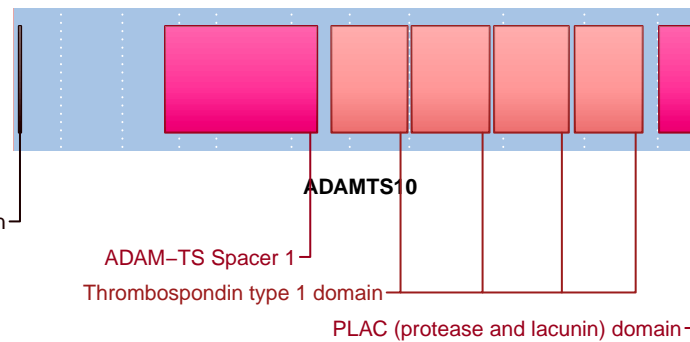 ADAMTS10
n
ADAM−TS Spacer 1
Thrombospondin type 1 domain
PLAC (protease and lacunin) domain